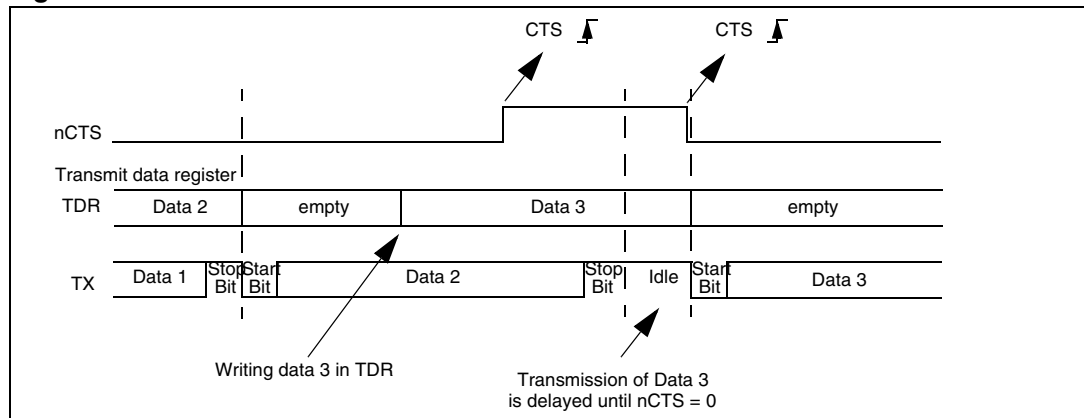 CTS CTS
nCTS
Transmit data register
TDR Data 2 empty Data 3 empty
TX Data 1 Stop Bit Start Bit Data 2 Stop Bit Idle Start Bit Data 3
Writing data 3 in TDR
Transmission of Data 3
is delayed until nCTS = 0